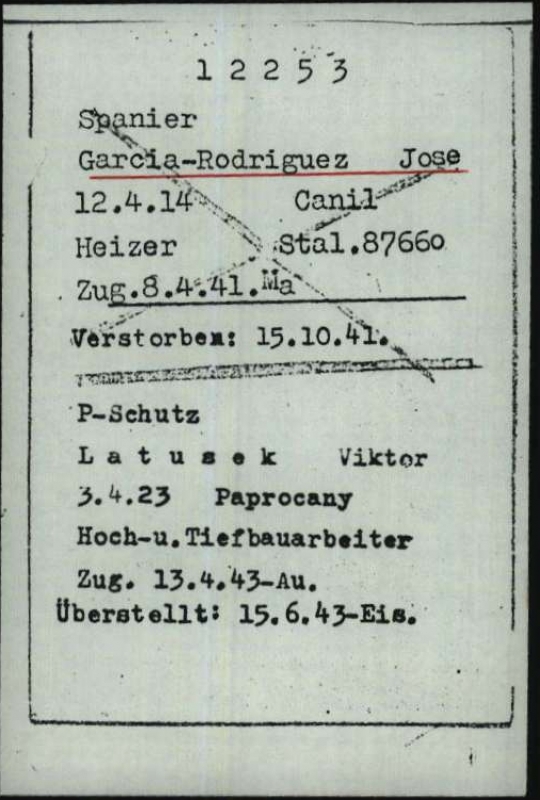 12253
Spanier
Garcia-Rodriguez Jose
12.4.14 Canil
Heizer Stal.87660
Zug.8.4.41.Ma
Verstorben: 15.10.41.
P-Schutz
Latusek Viktor
3.4.23 Paprocany
Hoch-u.Tiefbauarbeiter
Zug. 13.4.43-Au.
Überstellt: 15.6.43-Eis.